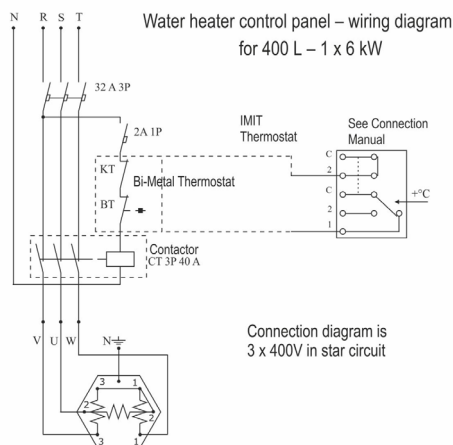 Water heater control panel – wiring diagram
for 400 L – 1 x 6 kW
N R S T
32 A 3P
2A 1P
IMIT
Thermostat
See Connection
Manual
KT
Bi-Metal Thermostat
BT
C
2
C
2
1
+°C
Contactor
CT 3P 40 A
V U W N
Connection diagram is
3 x 400V in star circuit
3 1
2 2
3 1